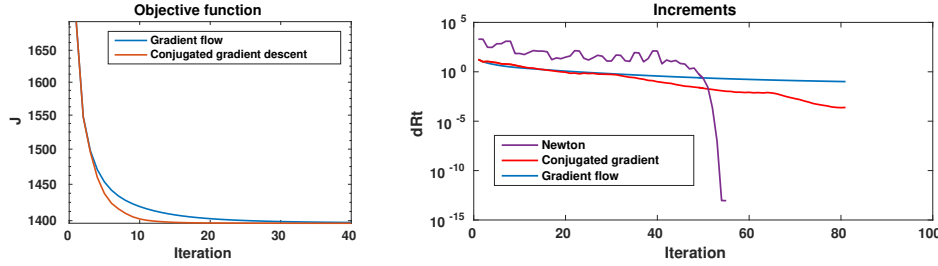 Objective function
1650
1600
1550
1500
1450
1400
J
Gradient flow
Conjugated gradient descent
0 10 20 30 40
Iteration
Increments
10^5
10^0
10^-5
10^-10
10^-15
dRt
Newton
Conjugated gradient
Gradient flow
0 20 40 60 80 100
Iteration